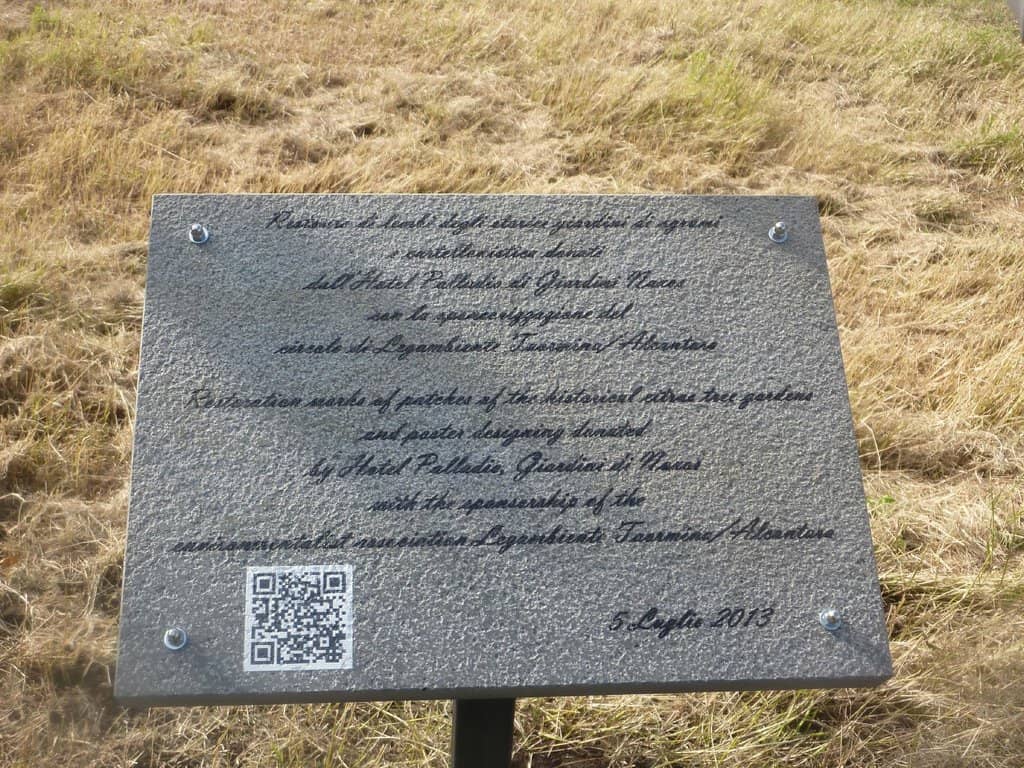 Restauro di lembi degli storici giardini di agrumi
e cartellonistica donati
dall'Hotel Palladio di Giardini Naxos
con la sponsorizzazione del
circolo di Legambiente Taormina/Alcantara
Restoration works of patches of the historical citrus tree gardens
and poster designing donated
by Hotel Palladio, Giardini di Naxos
with the sponsorship of the
environmentalist association Legambiente Taormina/Alcantara
5 Luglio 2013